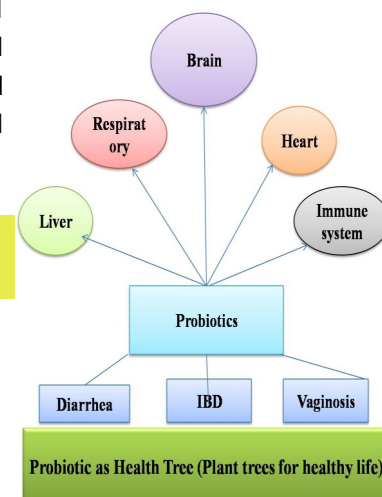 Brain
Respirat
ory
Heart
Liver
Immune
system
Probiotics
Diarrhea
IBD
Vaginosis
Probiotic as Health Tree (Plant trees for healthy life)